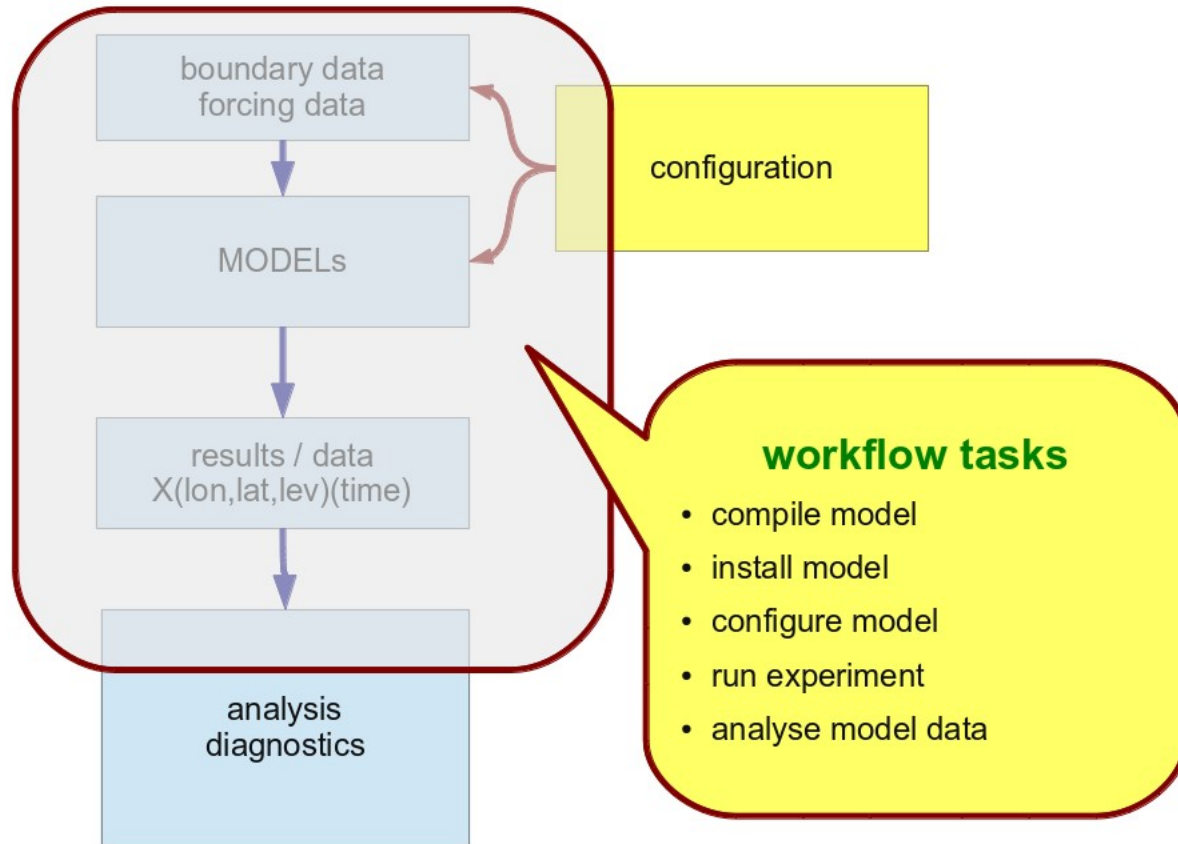 boundary data
forcing data
configuration
MODELs
results / data
X(lon,lat,lev)(time)
analysis
diagnostics
workflow tasks
• compile model
• install model
• configure model
• run experiment
• analyse model data